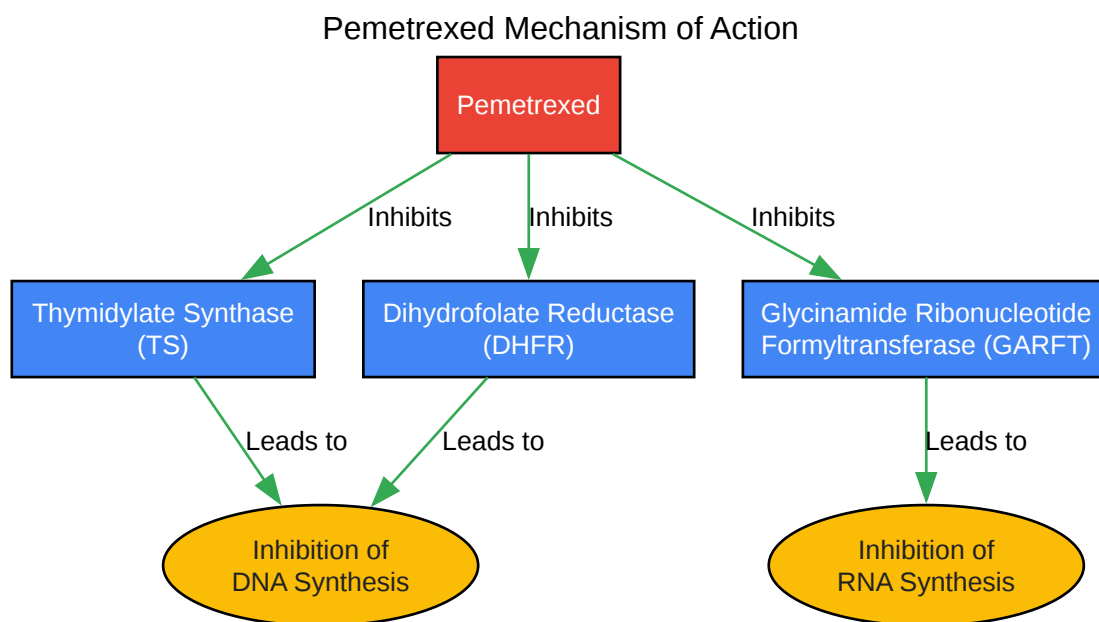 Pemetrexed Mechanism of Action
Pemetrexed
Inhibits
Inhibits
Inhibits
Thymidylate Synthase
(TS)
Dihydrofolate Reductase
(DHFR)
Glycinamide Ribonucleotide
Formyltransferase (GARFT)
Leads to
Leads to
Leads to
Inhibition of
DNA Synthesis
Inhibition of
RNA Synthesis